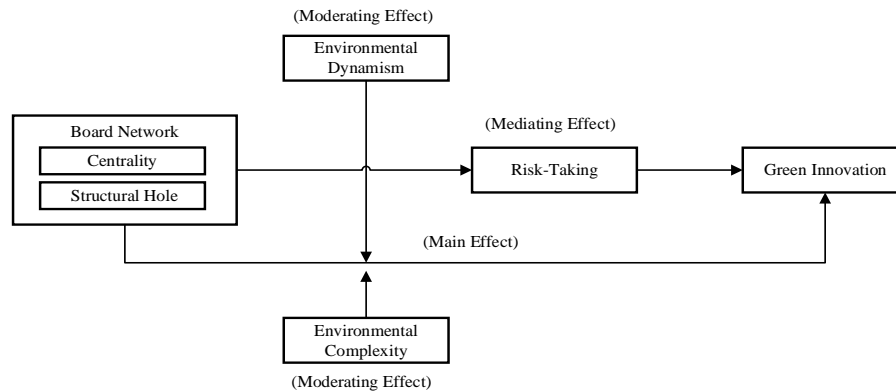 (Moderating Effect)
Environmental
Dynamism
Board Network
Centrality
Structural Hole
(Mediating Effect)
Risk-Taking
Green Innovation
(Main Effect)
Environmental
Complexity
(Moderating Effect)